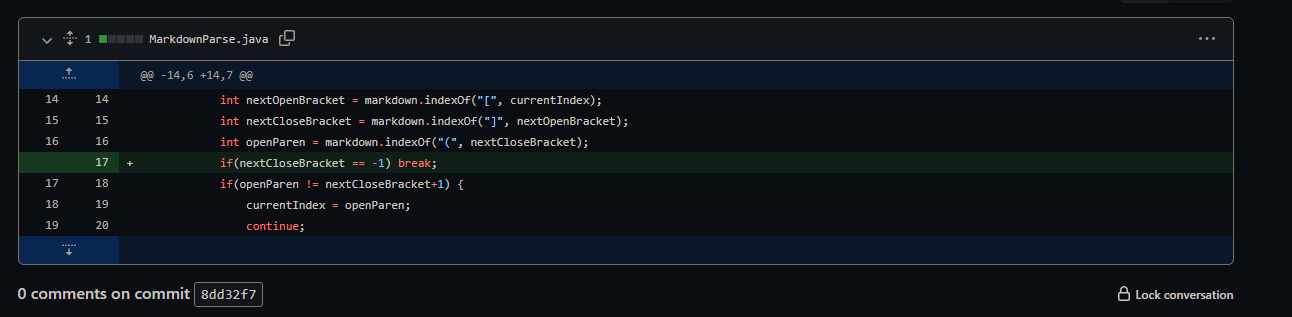 1 MarkdownParse.java
@@ -14,6 +14,7 @@
14 14 int nextOpenBracket = markdown.indexOf("[", currentIndex);
15 15 int nextCloseBracket = markdown.indexOf("]", nextOpenBracket);
16 16 int openParen = markdown.indexOf("(", nextCloseBracket);
17 + if(nextCloseBracket == -1) break;
17 18 if(openParen != nextCloseBracket+1) {
18 19 currentIndex = openParen;
19 20 continue;
0 comments on commit 8dd32f7
Lock conversation